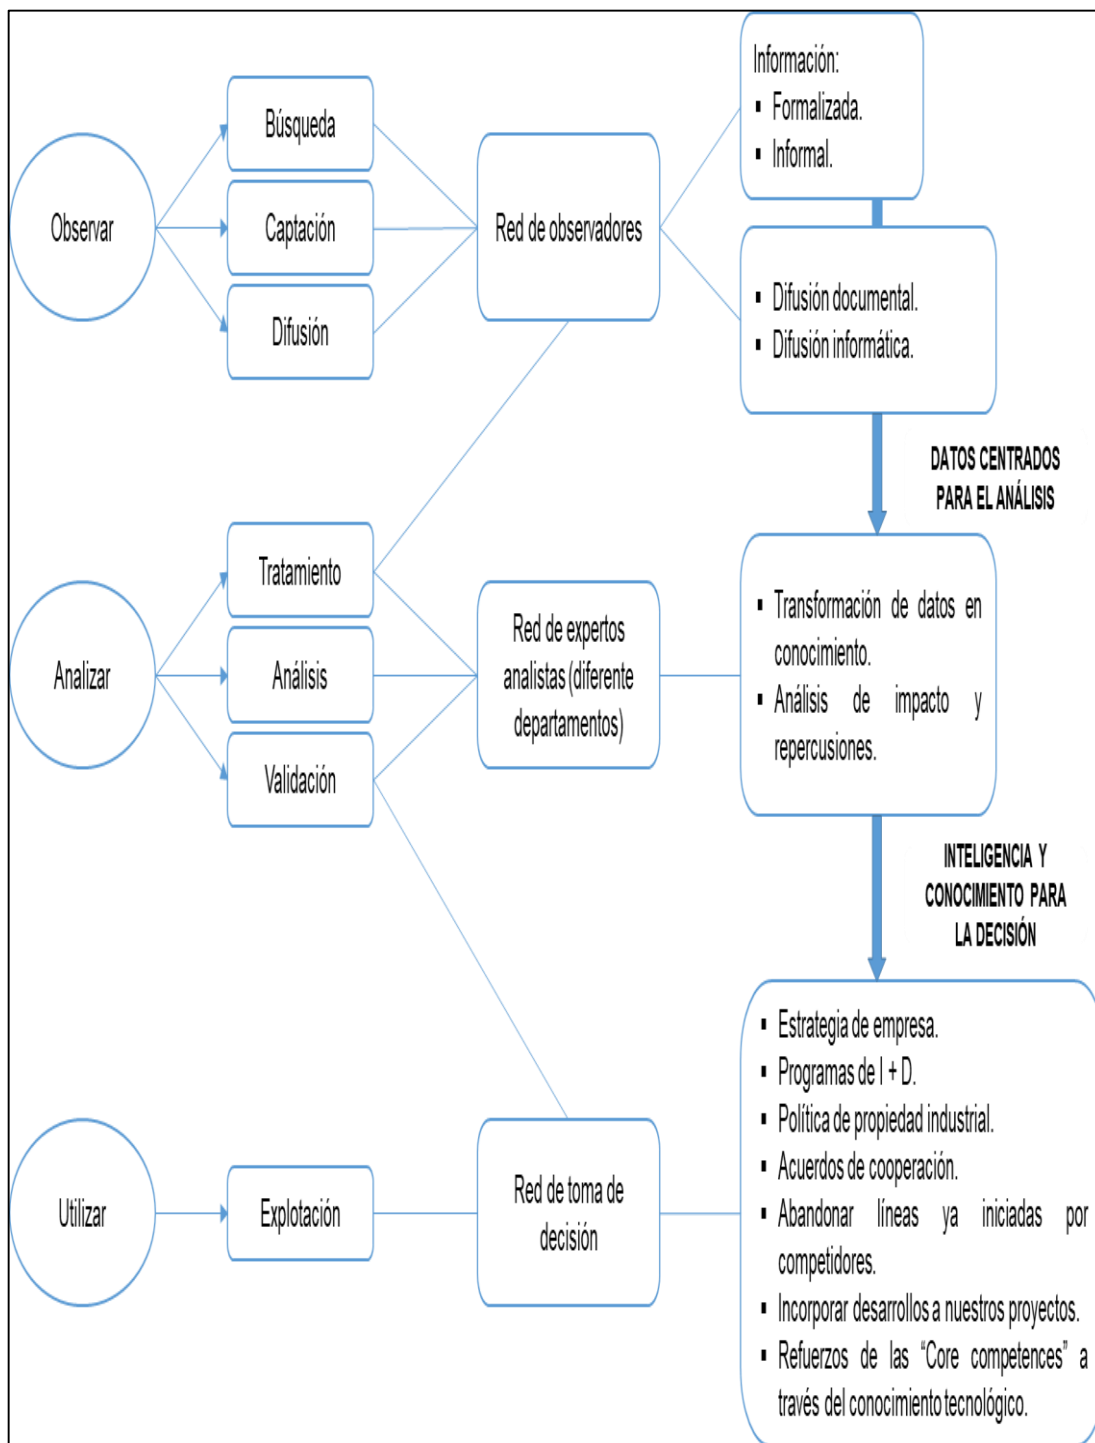 Observar
Búsqueda
Captación
Difusión
Red de observadores
Información:
▪ Formalizada.
▪ Informal.
▪ Difusión documental.
▪ Difusión informática.
DATOS CENTRADOS
PARA EL ANÁLISIS
Analizar
Tratamiento
Análisis
Validación
Red de expertos
analistas (diferente
departamentos)
▪ Transformación de datos en
conocimiento.
▪ Análisis de impacto y
repercusiones.
INTELIGENCIA Y
CONOCIMIENTO PARA
LA DECISIÓN
Utilizar
Explotación
Red de toma de
decisión
▪ Estrategia de empresa.
▪ Programas de I + D.
▪ Política de propiedad industrial.
▪ Acuerdos de cooperación.
▪ Abandonar líneas ya iniciadas por
competidores.
▪ Incorporar desarrollos a nuestros proyectos.
▪ Refuerzos de las “Core competences” a
través del conocimiento tecnológico.